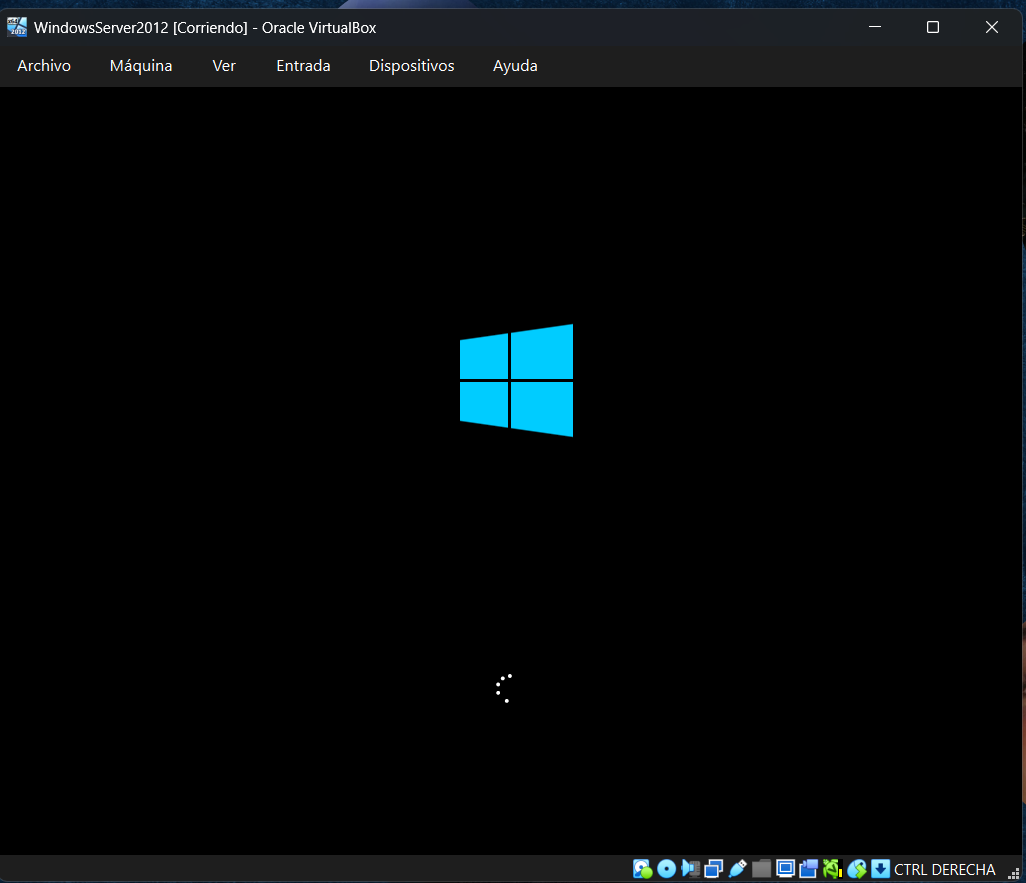 WindowsServer2012 [Corriendo] - Oracle VirtualBox
Archivo Máquina Ver Entrada Dispositivos Ayuda
CTRL DERECHA